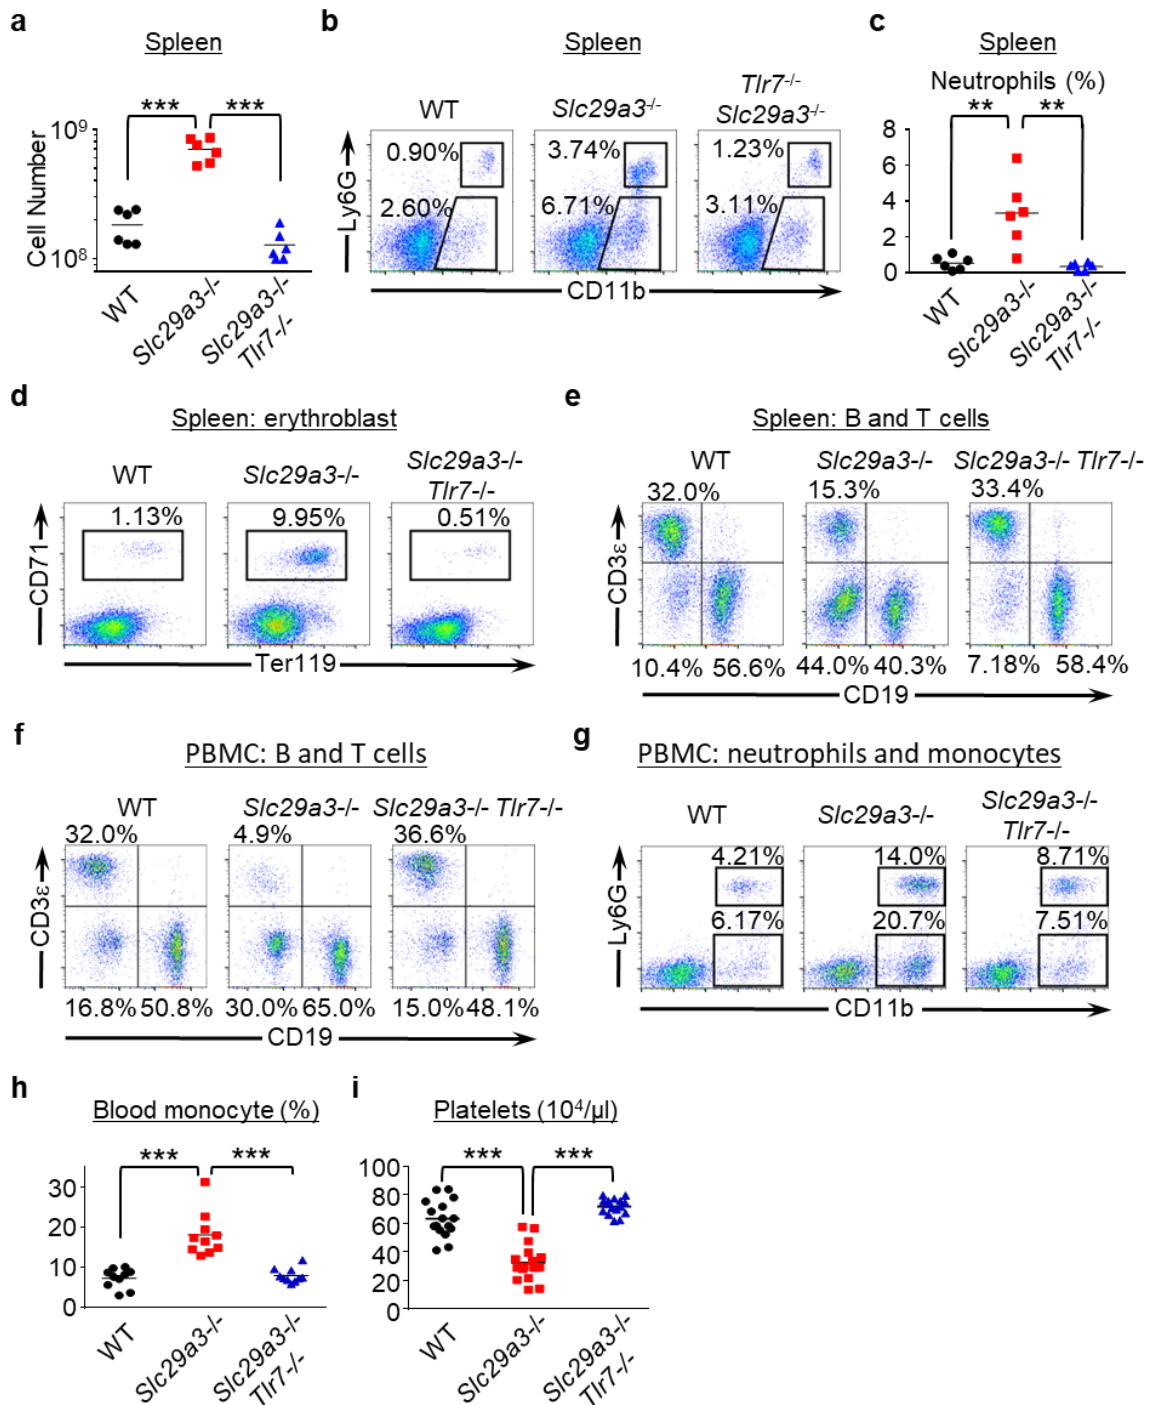 a
Spleen
***
***
10⁹
10⁸
Cell Number
WT
Slc29a3-/-
Slc29a3-/-
Tlr7-/-
b
Spleen
WT
Slc29a3-/-
Tlr7-/-
Slc29a3-/-
0.90%
3.74%
1.23%
2.60%
6.71%
3.11%
Ly6G
CD11b
c
Spleen
Neutrophils (%)
**
**
8
6
4
2
0
WT
Slc29a3-/-
Slc29a3-/-
Tlr7-/-
d
Spleen: erythroblast
WT
Slc29a3-/-
Slc29a3-/-
Tlr7-/-
1.13%
9.95%
0.51%
CD71
Ter119
e
Spleen: B and T cells
WT
Slc29a3-/-
Slc29a3-/- Tlr7-/-
32.0%
15.3%
33.4%
CD3ε
10.4% 56.6%
44.0% 40.3%
7.18% 58.4%
CD19
f
PBMC: B and T cells
WT
Slc29a3-/-
Slc29a3-/- Tlr7-/-
32.0%
4.9%
36.6%
CD3ε
16.8% 50.8%
30.0% 65.0%
15.0% 48.1%
CD19
g
PBMC: neutrophils and monocytes
WT
Slc29a3-/-
Slc29a3-/-
Tlr7-/-
4.21%
14.0%
8.71%
6.17%
20.7%
7.51%
Ly6G
CD11b
h
Blood monocyte (%)
***
***
30
20
10
0
WT
Slc29a3-/-
Slc29a3-/-
Tlr7-/-
i
Platelets (10⁴/μl)
***
***
100
80
60
40
20
0
WT
Slc29a3-/-
Slc29a3-/-
Tlr7-/-